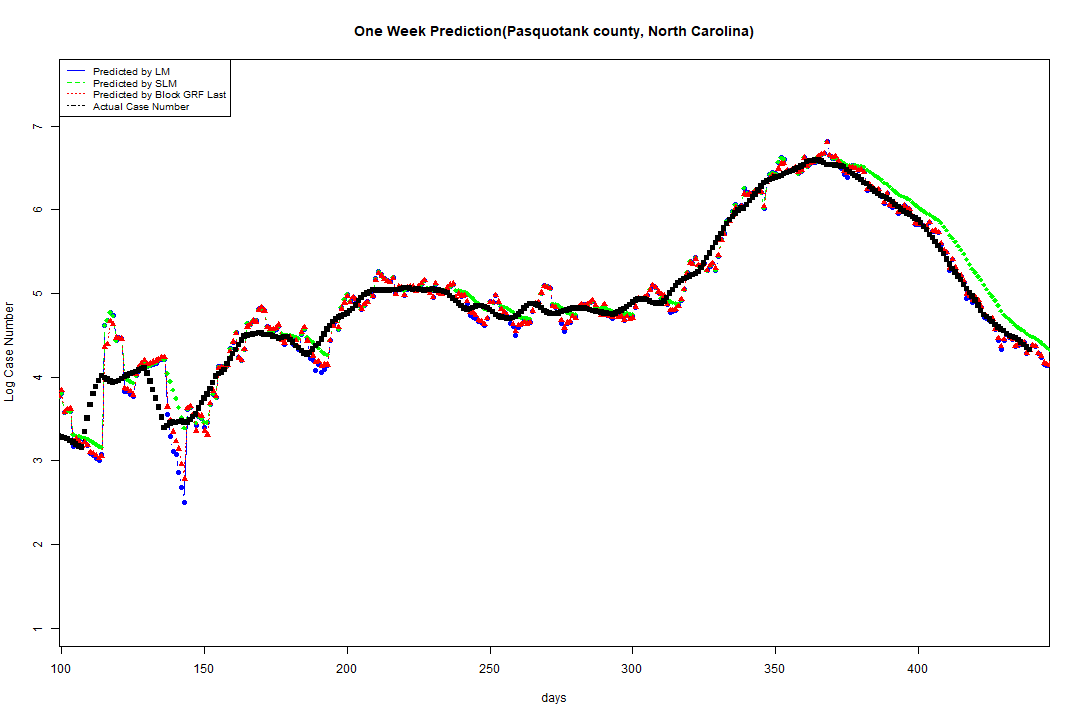 One Week Prediction(Pasquotank county, North Carolina)
Predicted by LM
Predicted by SLM
Predicted by Block GRF Last
Actual Case Number
7
6
5
4
3
2
1
Log Case Number
100 150 200 250 300 350 400
days